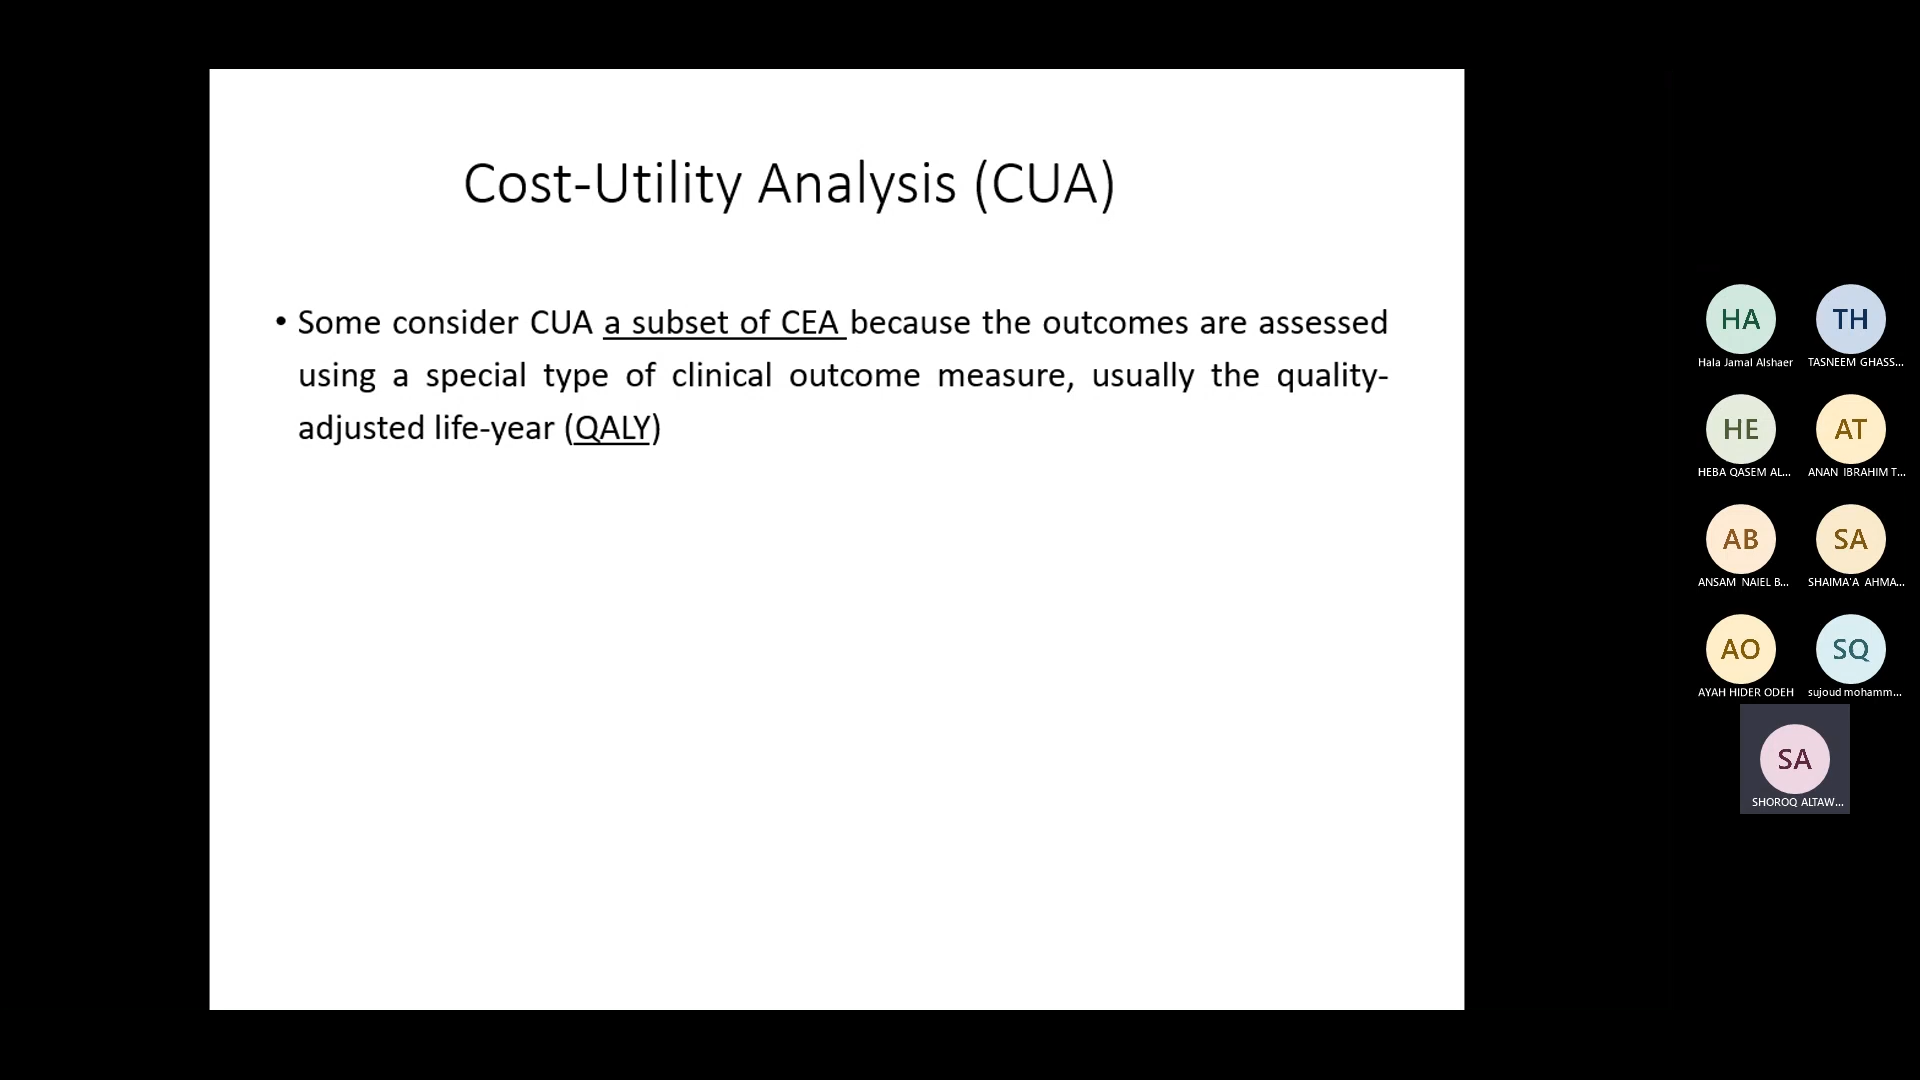 Cost-Utility Analysis (CUA)
• Some consider CUA a subset of CEA because the outcomes are assessed
using a special type of clinical outcome measure, usually the quality-
adjusted life-year (QALY)
HA
TH
Hala Jamal Alshaer
TASNEEM GHASS...
HE
AT
HEBA QASEM AL...
ANAN IBRAHIM T...
AB
SA
ANSAM NAIEL B...
SHAIMA'A AHMA...
AO
SQ
AYAH HIDER ODEH
sujoud mohamm...
SA
SHOROQ ALTAW...